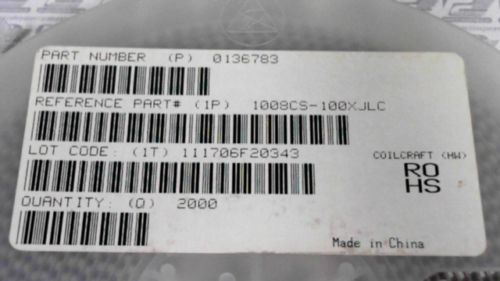 PART NUMBER (P) 0136783
REFERENCE PART# (1P) 1008CS-100XJLC
LOT CODE: (1T) 111706F20343
COILCRAFT (HW)
RO
HS
QUANTITY: (Q) 2000
Made in China